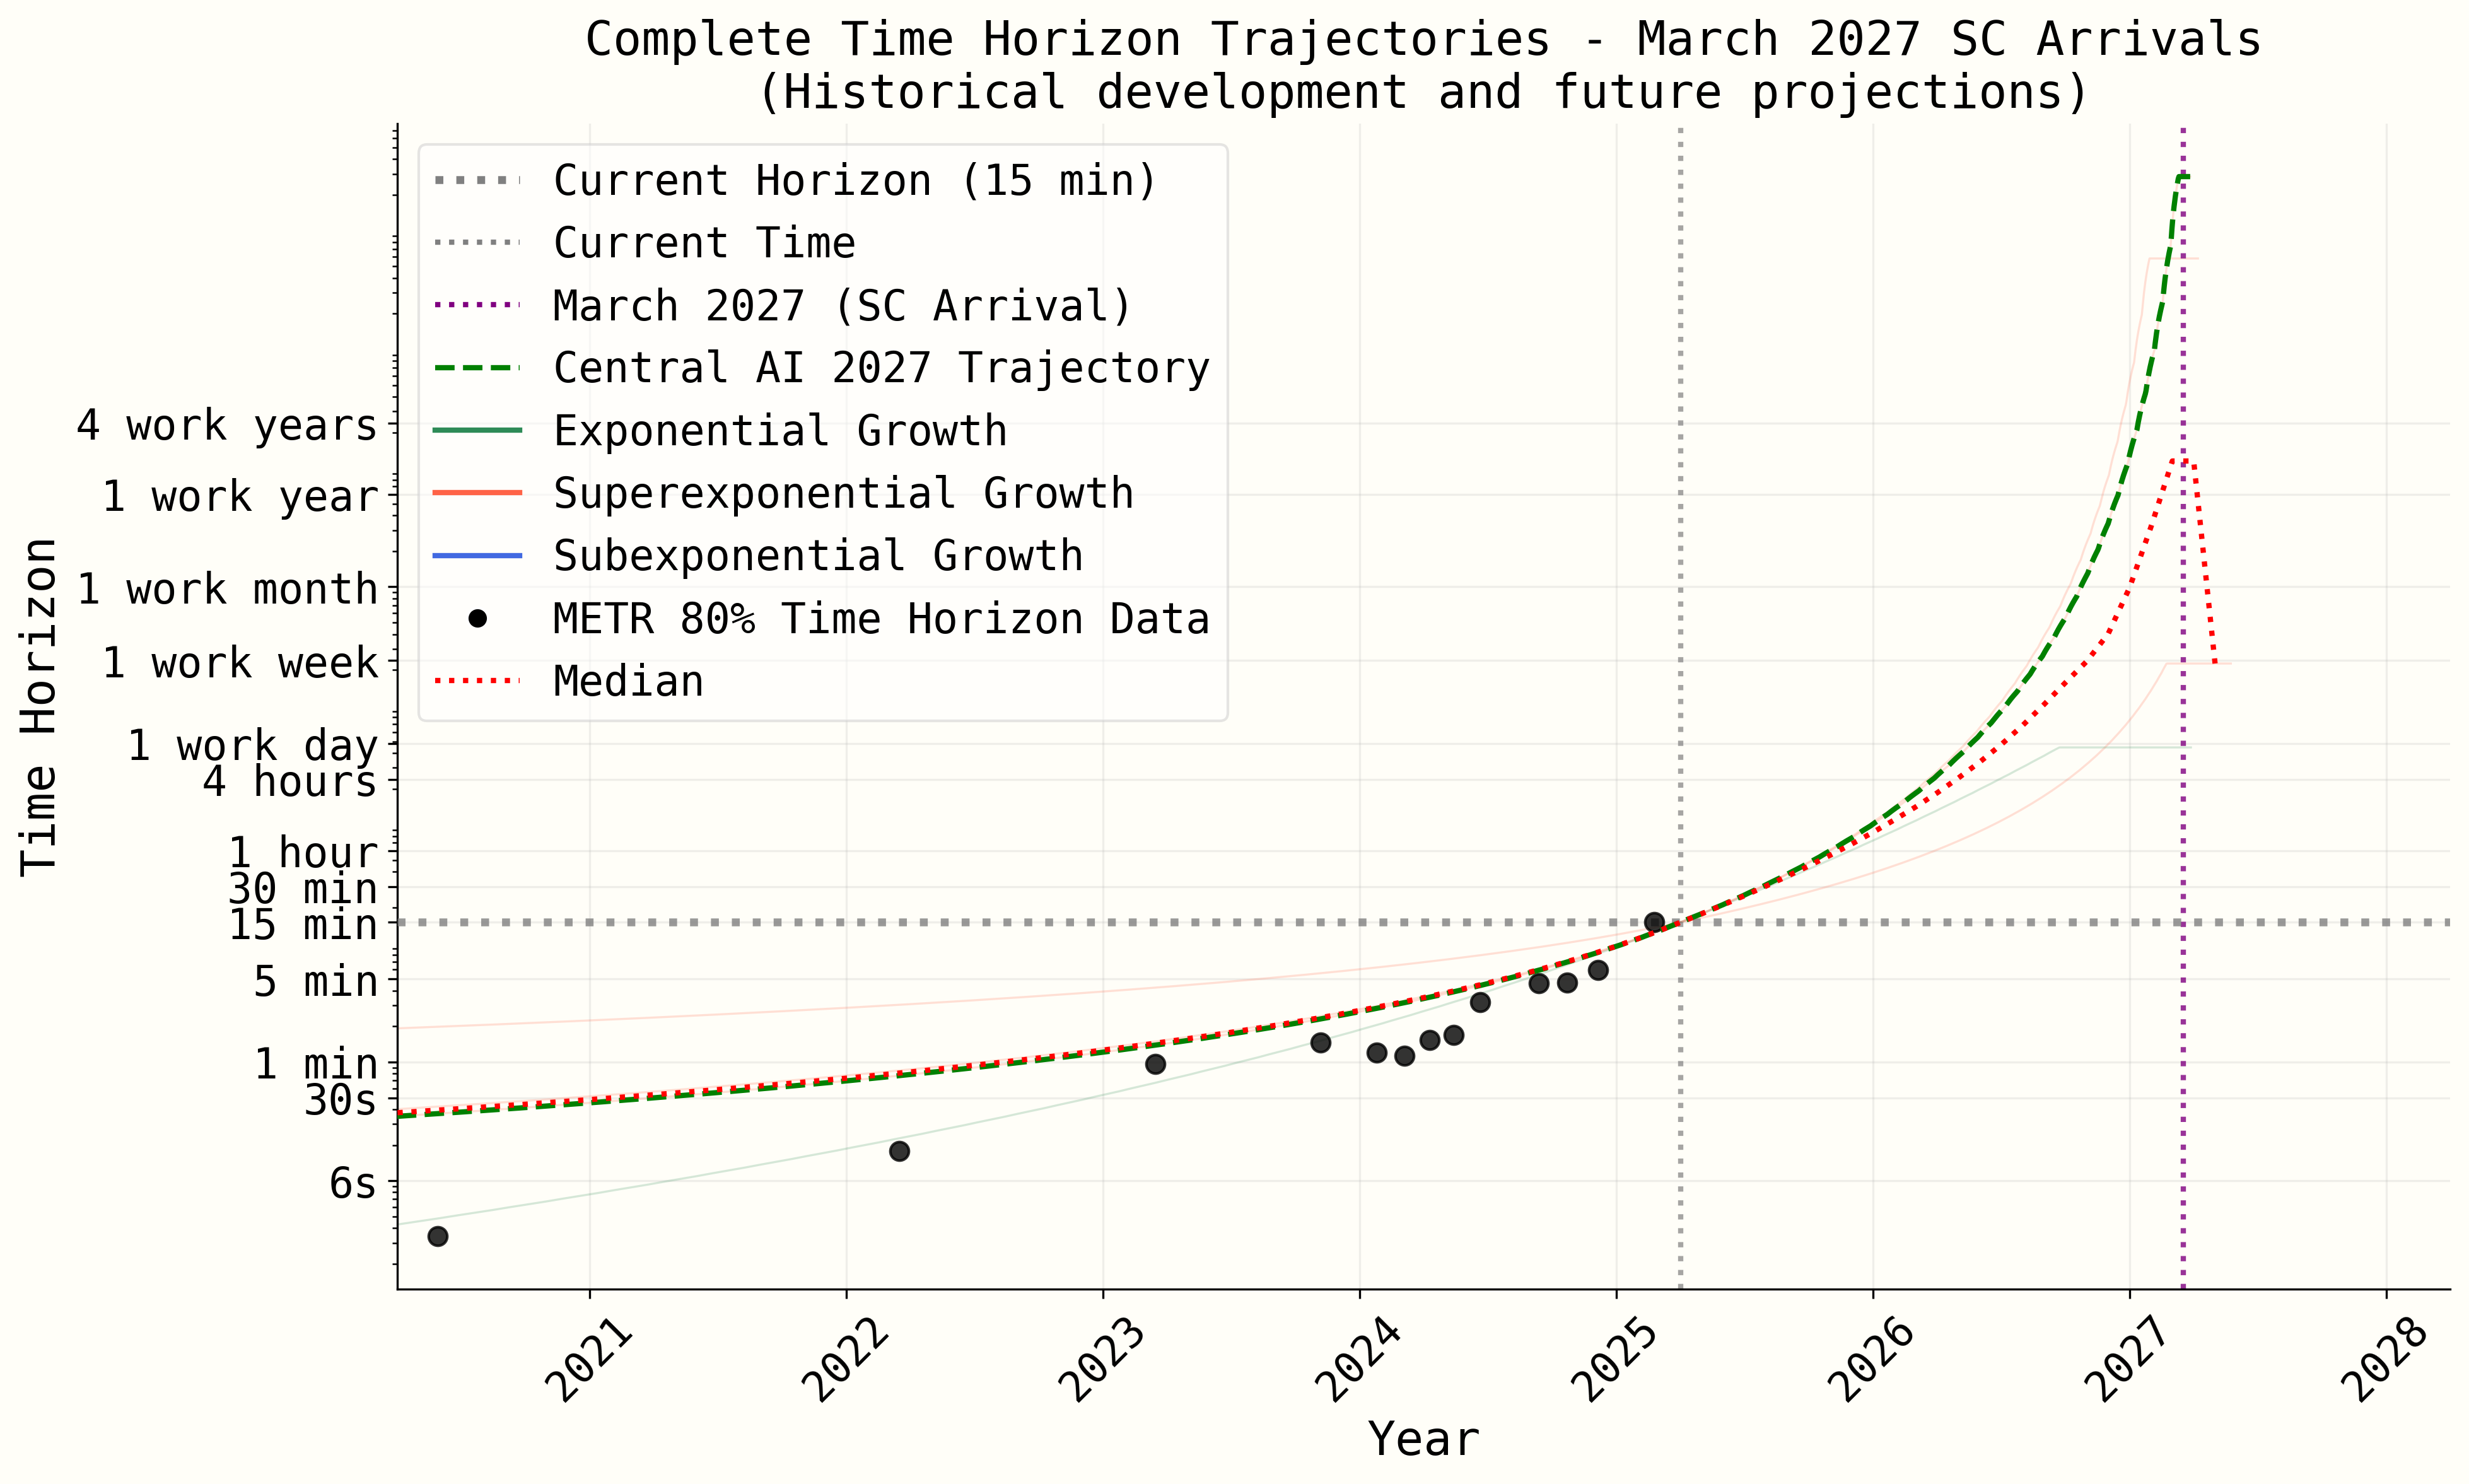 Complete Time Horizon Trajectories - March 2027 SC Arrivals
(Historical development and future projections)
Current Horizon (15 min)
Current Time
March 2027 (SC Arrival)
Central AI 2027 Trajectory
Exponential Growth
Superexponential Growth
Subexponential Growth
METR 80% Time Horizon Data
Median
Time Horizon
4 work years
1 work year
1 work month
1 work week
1 work day
4 hours
1 hour
30 min
15 min
5 min
1 min
30s
6s
2021
2022
2023
2024
2025
2026
2027
2028
Year